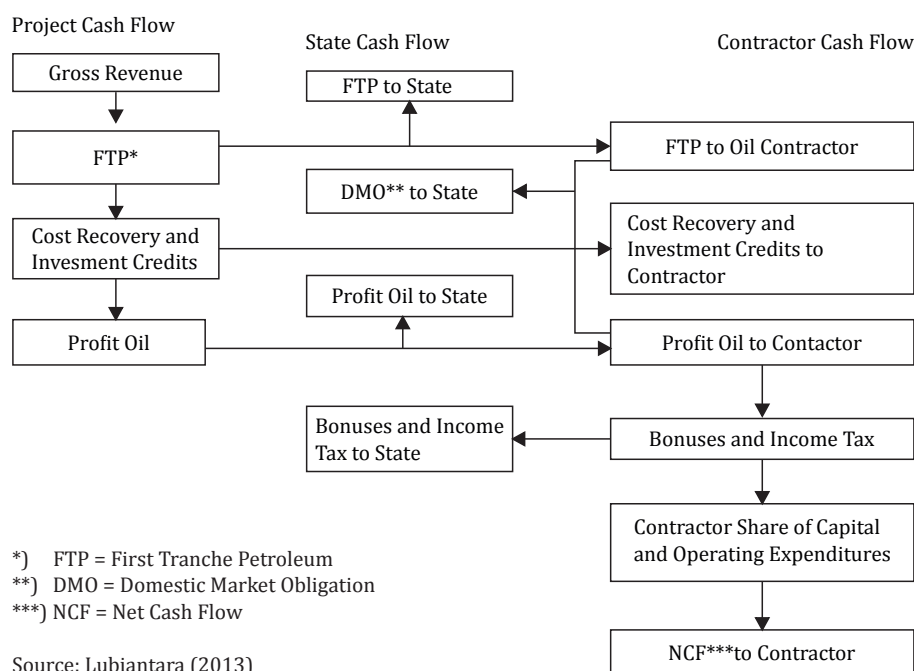 Project Cash Flow
State Cash Flow
Contractor Cash Flow
Gross Revenue
FTP to State
FTP*
FTP to Oil Contractor
DMO** to State
Cost Recovery and
Invesment Credits
Cost Recovery and
Investment Credits to
Contractor
Profit Oil to State
Profit Oil
Profit Oil to Contactor
Bonuses and Income
Tax to State
Bonuses and Income Tax
Contractor Share of Capital
and Operating Expenditures
NCF***to Contractor
*) FTP = First Tranche Petroleum
**) DMO = Domestic Market Obligation
***) NCF = Net Cash Flow
Source: Lubiantara (2013)